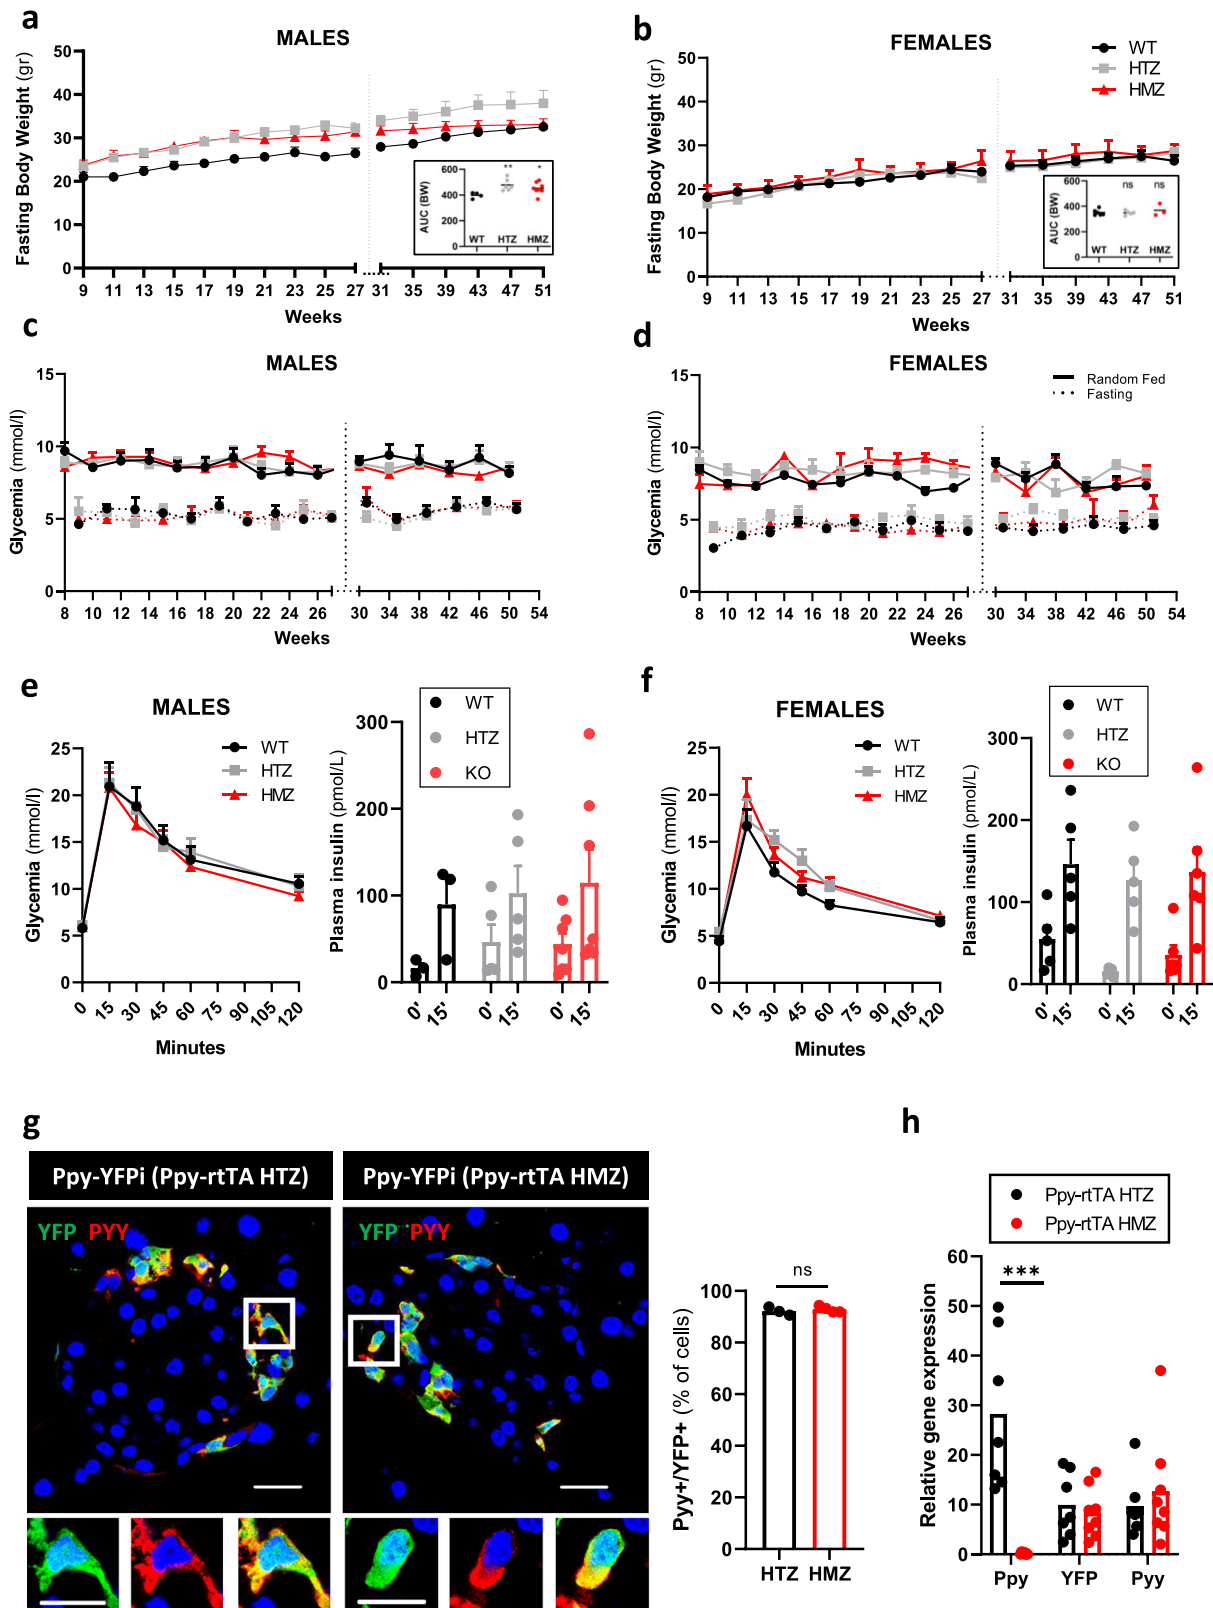 a
MALES
Fasting Body Weight (gr)
50
40
30
20
10
0
9 11 13 15 17 19 21 23 25 27 31 35 39 43 47 51
Weeks
AUC (BW)
600
400
200
0
** *
WT HTZ HMZ
b
FEMALES
WT
HTZ
HMZ
Fasting Body Weight (gr)
50
40
30
20
10
0
9 11 13 15 17 19 21 23 25 27 31 35 39 43 47 51
Weeks
AUC (BW)
600
400
200
0
ns ns
WT HTZ HMZ
c
MALES
Glycemia (mmol/l)
15
10
5
0
8 10 12 14 16 18 20 22 24 26 30 34 38 42 46 50 54
Weeks
d
FEMALES
Random Fed
Fasting
Glycemia (mmol/l)
15
10
5
0
8 10 12 14 16 18 20 22 24 26 30 34 38 42 46 50 54
Weeks
e
MALES
WT
HTZ
HMZ
Glycemia (mmol/l)
25
20
15
10
5
0
0 15 30 45 60 75 90 105 120
Minutes
WT
HTZ
KO
Plasma insulin (pmol/L)
300
200
100
0
0' 15' 0' 15' 0' 15'
f
FEMALES
WT
HTZ
HMZ
Glycemia (mmol/l)
25
20
15
10
5
0
0 15 30 45 60 75 90 105 120
Minutes
WT
HTZ
KO
Plasma insulin (pmol/L)
300
200
100
0
0' 15' 0' 15' 0' 15'
g
Ppy-YFPi (Ppy-rtTA HTZ)
Ppy-YFPi (Ppy-rtTA HMZ)
YFP PYY
YFP PYY
Pyy+/YFP+ (% of cells)
100
80
60
40
20
0
ns
HTZ HMZ
h
Ppy-rtTA HTZ
Ppy-rtTA HMZ
Relative gene expression
60
50
40
30
20
10
0
***
Ppy YFP Pyy